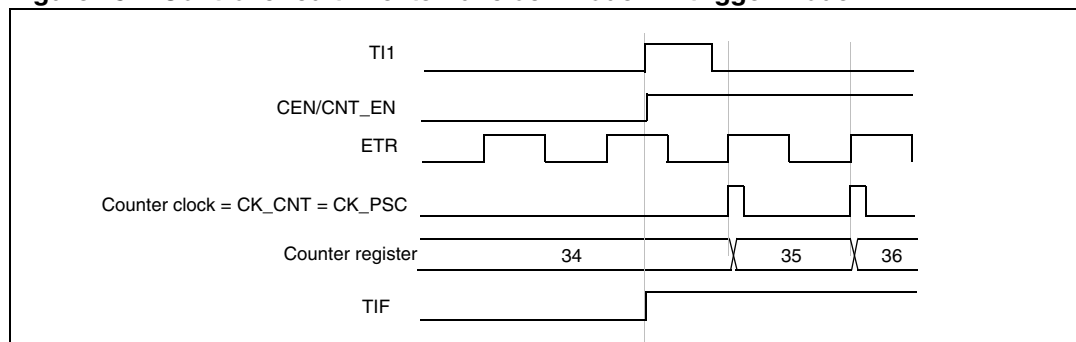 TI1
CEN/CNT_EN
ETR
Counter clock = CK_CNT = CK_PSC
Counter register 34 35 36
TIF